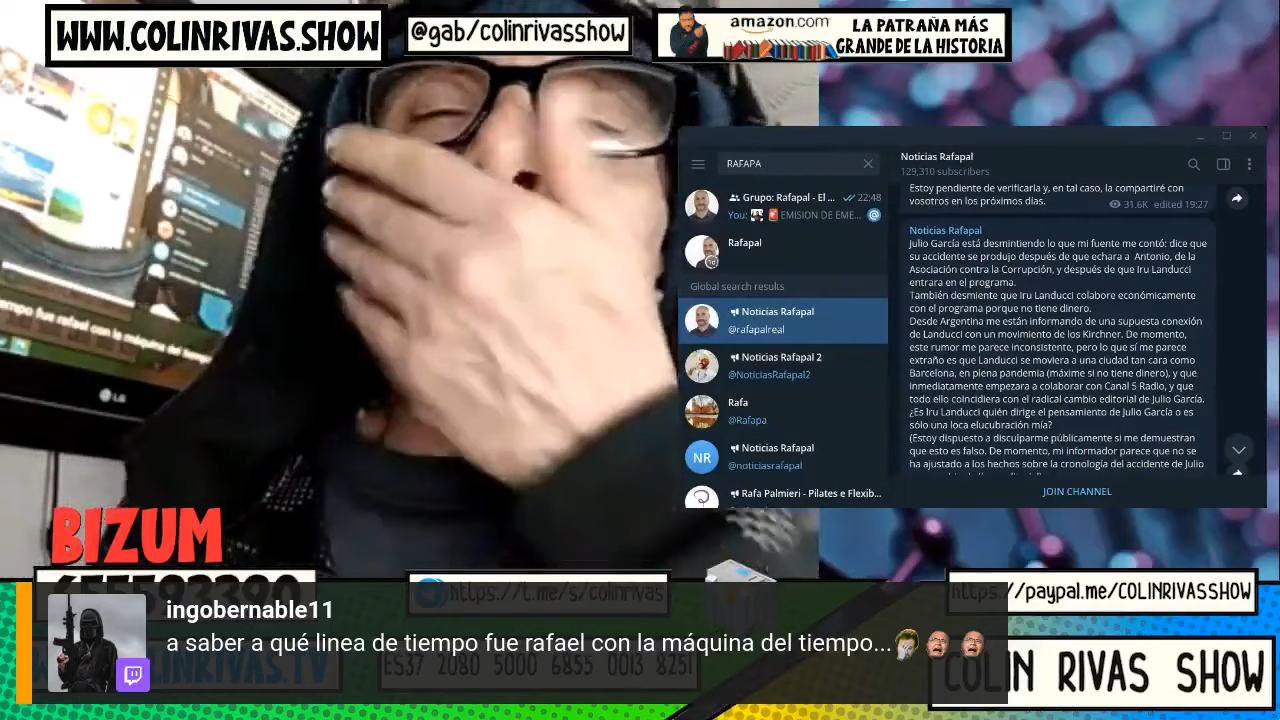 WWW.COLINRIVAS.SHOW
@gab/colinrivasshow
amazon.com
LA PATRAÑA MÁS
GRANDE DE LA HISTORIA
RAFAPA
Grupo: Rafapal - El ... 22:48
You: EMISION DE EME...
Rafapal
Global search results
Noticias Rafapal
@rafapalreal
Noticias Rafapal 2
@NoticiasRafapal2
Rafa
@Rafapa
NR
Noticias Rafapal
@noticiasrafapal
Rafa Palmieri - Pilates e Flexib...
Noticias Rafapal
129,310 subscribers
Estoy pendiente de verificarla y, en tal caso, la compartiré con
vosotros en los próximos días.
31.6K edited 19:27
Noticias Rafapal
Julio García está desmintiendo lo que mi fuente me contó: dice que
su accidente se produjo después de que echara a Antonio, de la
Asociación contra la Corrupción, y después de que Iru Landucci
entrara en el programa.
También desmiente que Iru Landucci colabore económicamente
con el programa porque no tiene dinero.
Desde Argentina me están informando de una supuesta conexión
de Landucci con un movimiento de los Kirchner. De momento,
este rumor me parece inconsistente, pero lo que sí me parece
extraño es que Landucci se moviera a una ciudad tan cara como
Barcelona, en plena pandemia (máxime si no tiene dinero), y que
inmediatamente empezara a colaborar con Canal 5 Radio, y que
todo ello coincidiera con el radical cambio editorial de Julio García.
¿Es Iru Landucci quién dirige el pensamiento de Julio García o es
sólo una loca elucubración mía?
(Estoy dispuesto a disculparme públicamente si me demuestran
que esto es falso. De momento, mi informador parece que no se
ha ajustado a los hechos sobre la cronología del accidente de Julio
JOIN CHANNEL
LG
BIZUM
https://t.me/s/colinrivas
https://paypal.me/COLINRIVASSHOW
ingobernable11
a saber a qué linea de tiempo fue rafael con la máquina del tiempo...
ES37 2080 5000 6855 0013 8251
COLIN RIVAS SHOW